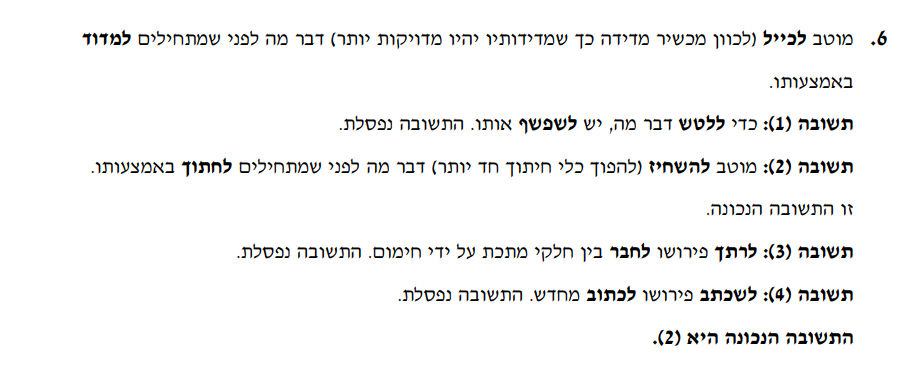 6. מוטב לכייל (לכוון מכשיר מדידה כך שמדידותיו יהיו מדויקות יותר) דבר מה לפני שמתחילים למדוד
באמצעותו.
תשובה (1): כדי ללטש דבר מה, יש לשפשף אותו. התשובה נפסלת.
תשובה (2): מוטב להשחיז (להפוך כלי חיתוך חד יותר) דבר מה לפני שמתחילים לחתוך באמצעותו.
זו התשובה הנכונה.
תשובה (3): לרתך פירושו לחבר בין חלקי מתכת על ידי חימום. התשובה נפסלת.
תשובה (4): לשכתב פירושו לכתוב מחדש. התשובה נפסלת.
התשובה הנכונה היא (2).